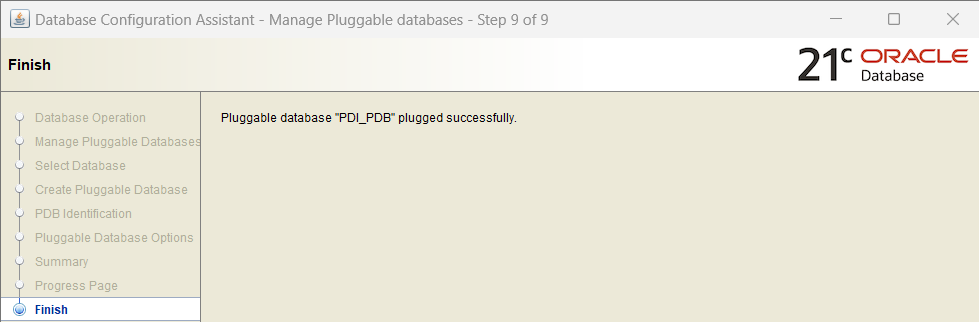 Database Configuration Assistant - Manage Pluggable databases - Step 9 of 9
Finish
21c ORACLE
Database
Database Operation
Manage Pluggable Databases
Select Database
Create Pluggable Database
PDB Identification
Pluggable Database Options
Summary
Progress Page
Finish
Pluggable database "PDI_PDB" plugged successfully.